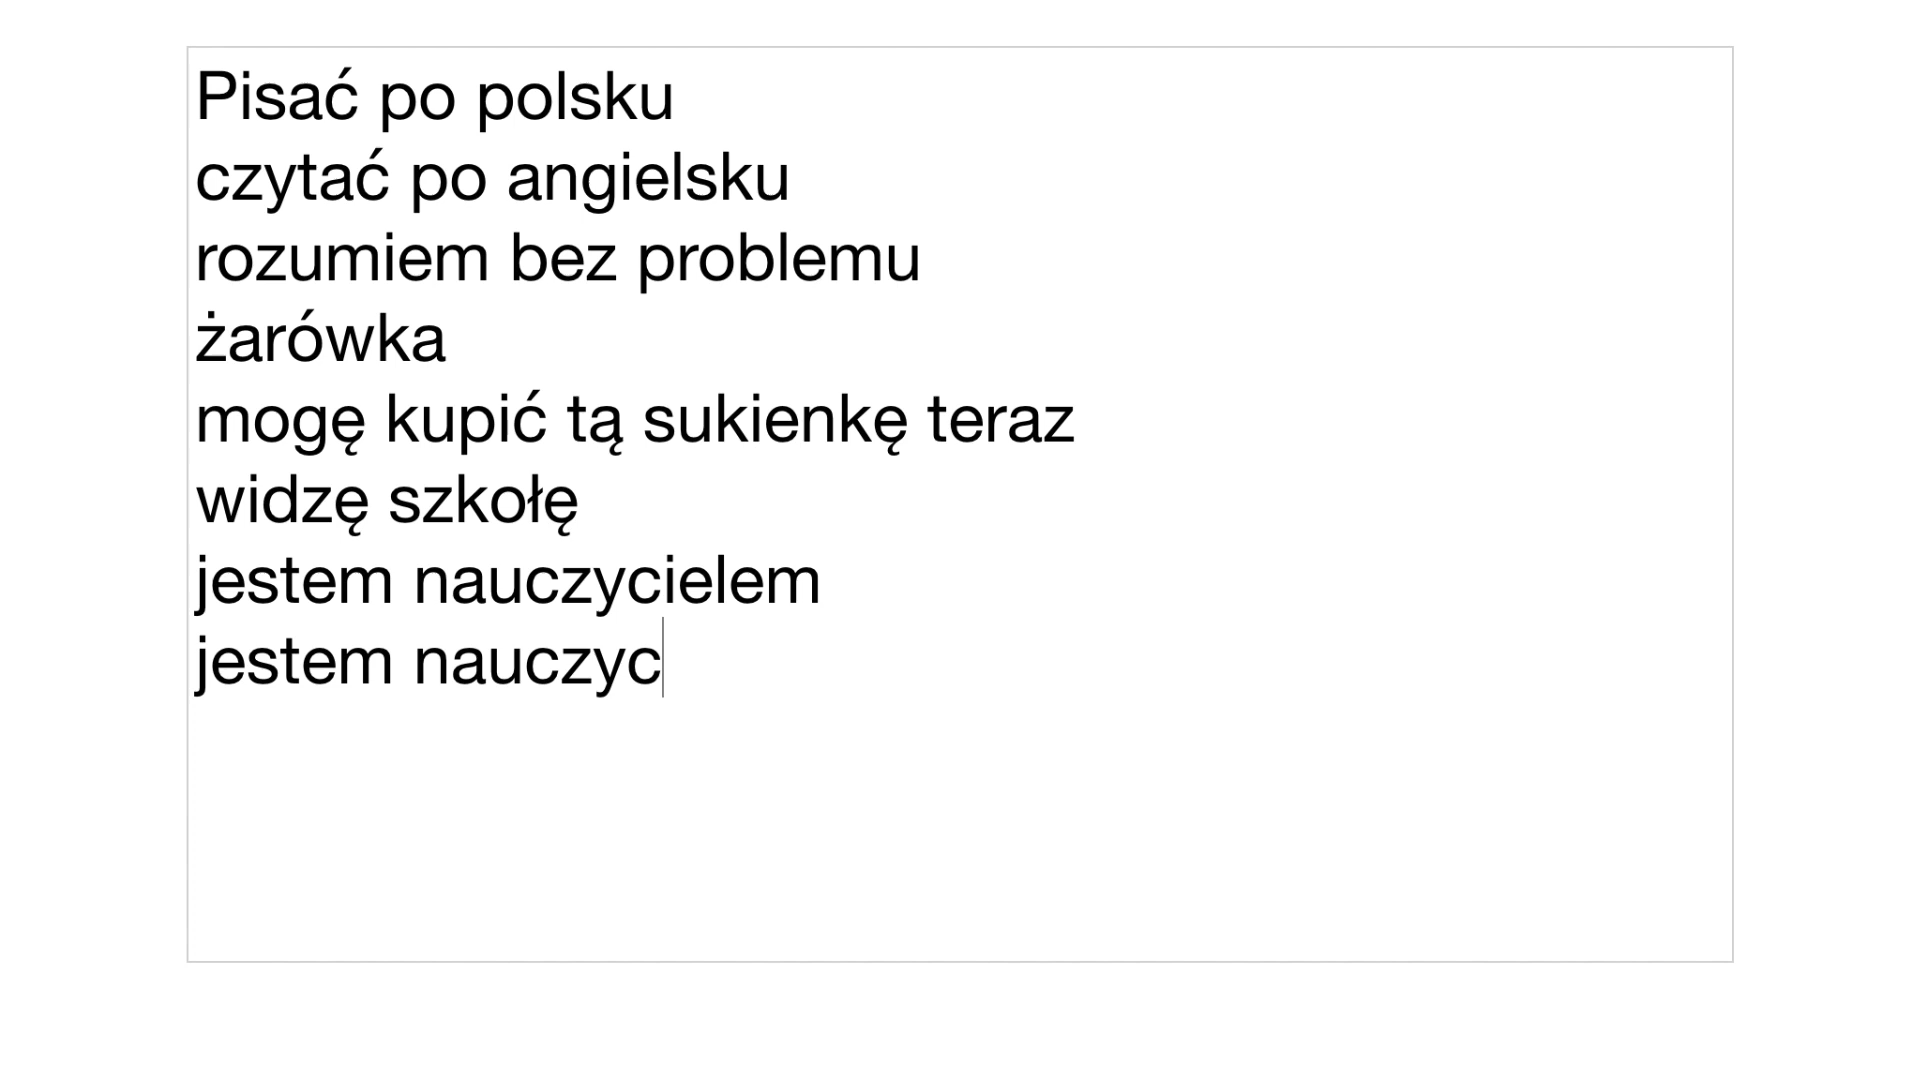 Pisać po polsku
czytać po angielsku
rozumiem bez problemu
żarówka
mogę kupić tą sukienkę teraz
widzę szkołę
jestem nauczycielem
jestem nauczyc